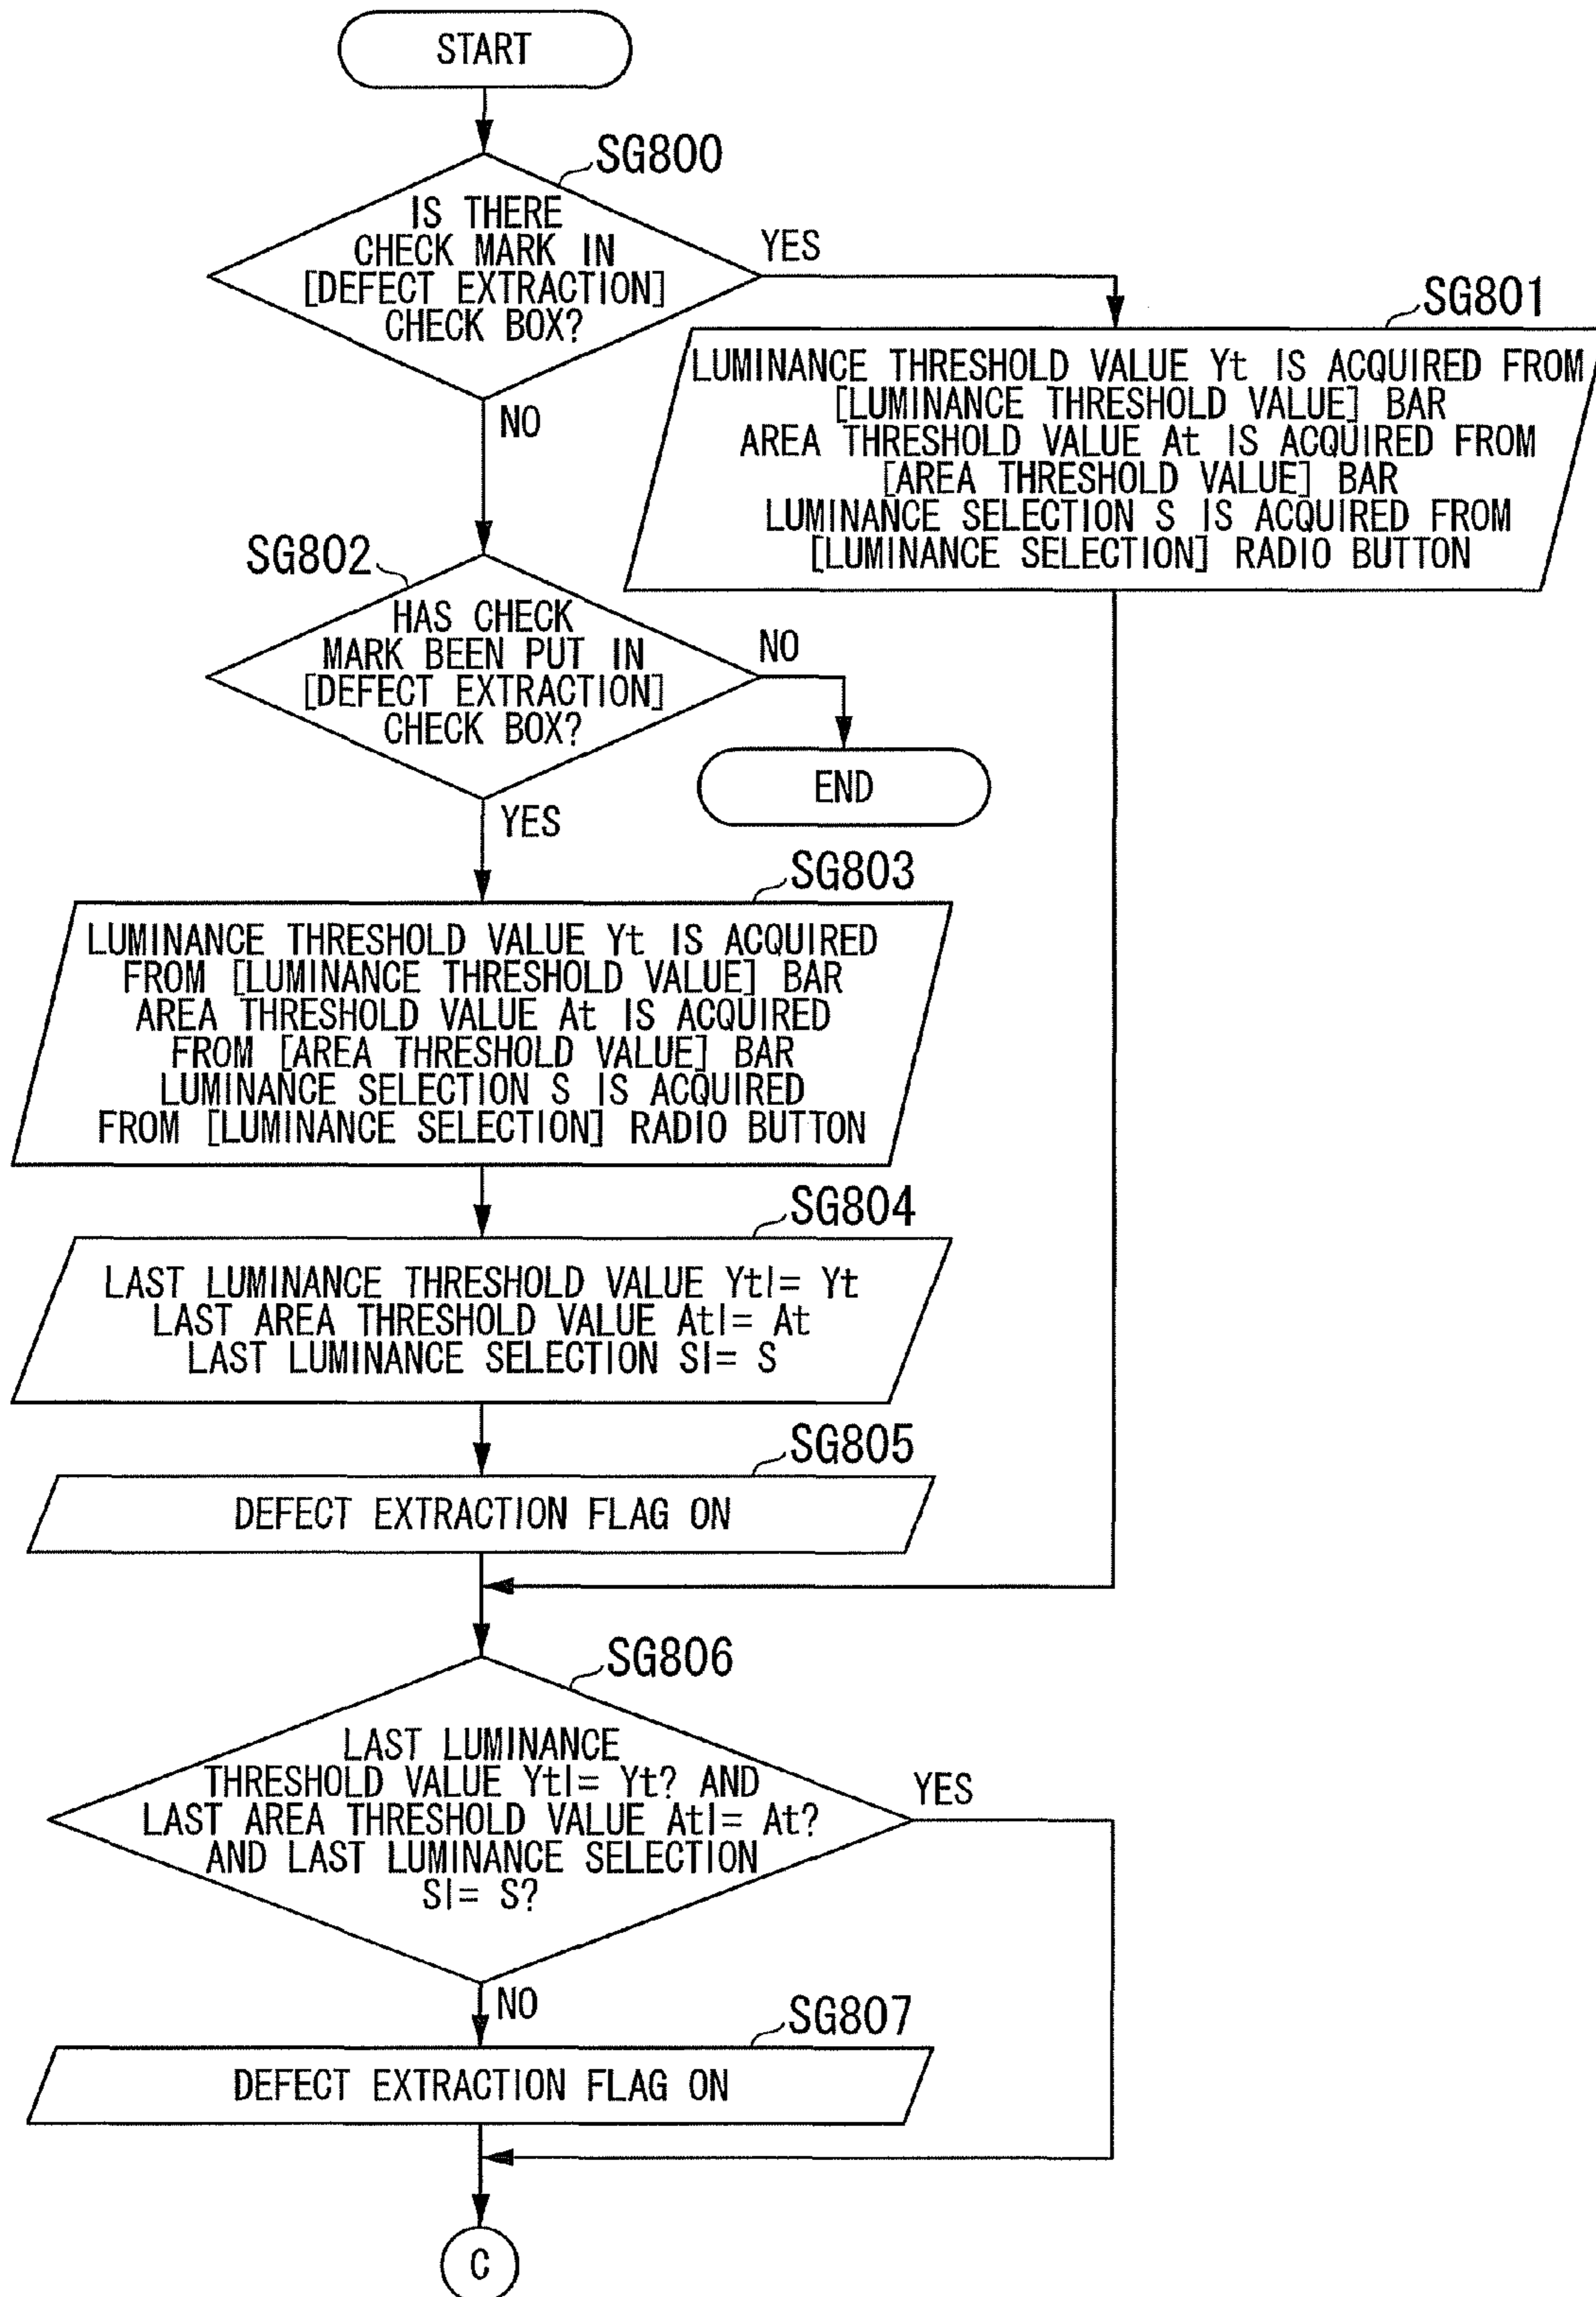 START
SG800
IS THERE
CHECK MARK IN
[DEFECT EXTRACTION]
CHECK BOX?
YES
NO
SG801
LUMINANCE THRESHOLD VALUE Yt IS ACQUIRED FROM
[LUMINANCE THRESHOLD VALUE] BAR
AREA THRESHOLD VALUE At IS ACQUIRED FROM
[AREA THRESHOLD VALUE] BAR
LUMINANCE SELECTION S IS ACQUIRED FROM
[LUMINANCE SELECTION] RADIO BUTTON
SG802
HAS CHECK
MARK BEEN PUT IN
[DEFECT EXTRACTION]
CHECK BOX?
NO
END
YES
SG803
LUMINANCE THRESHOLD VALUE Yt IS ACQUIRED
FROM [LUMINANCE THRESHOLD VALUE] BAR
AREA THRESHOLD VALUE At IS ACQUIRED
FROM [AREA THRESHOLD VALUE] BAR
LUMINANCE SELECTION S IS ACQUIRED
FROM [LUMINANCE SELECTION] RADIO BUTTON
SG804
LAST LUMINANCE THRESHOLD VALUE Ytl= Yt
LAST AREA THRESHOLD VALUE Atl= At
LAST LUMINANCE SELECTION Sl= S
SG805
DEFECT EXTRACTION FLAG ON
SG806
LAST LUMINANCE
THRESHOLD VALUE Ytl= Yt? AND
LAST AREA THRESHOLD VALUE Atl= At?
AND LAST LUMINANCE SELECTION
Sl= S?
YES
NO
SG807
DEFECT EXTRACTION FLAG ON
C